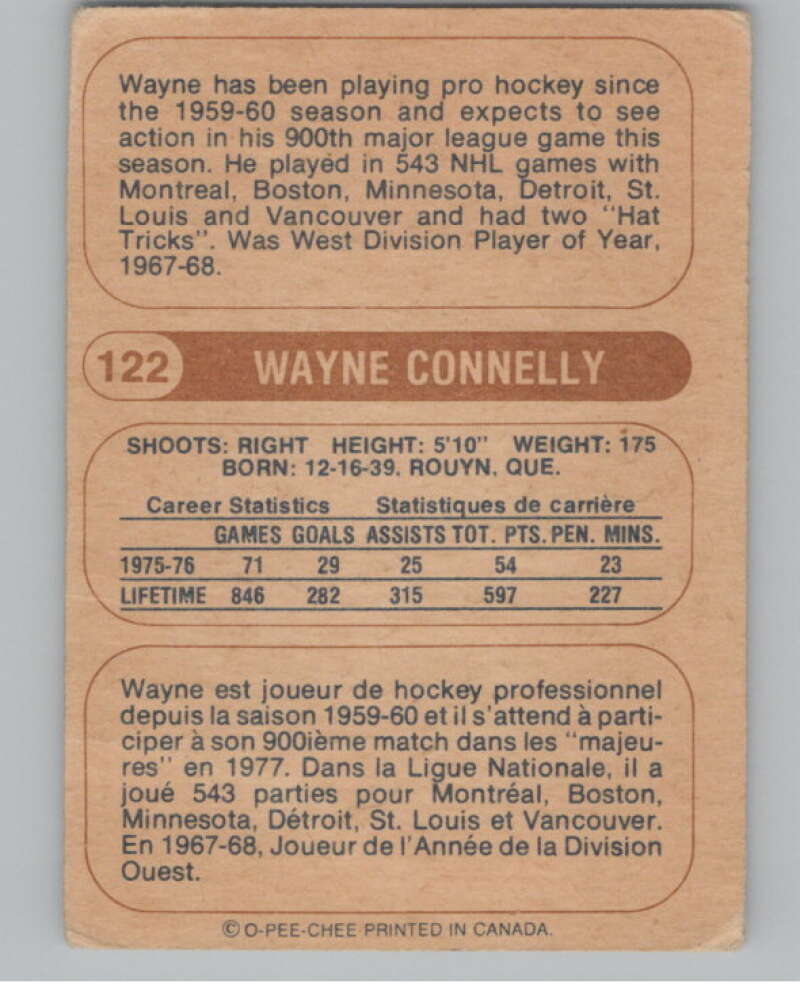 Wayne has been playing pro hockey since
the 1959-60 season and expects to see
action in his 900th major league game this
season. He played in 543 NHL games with
Montreal, Boston, Minnesota, Detroit, St.
Louis and Vancouver and had two "Hat
Tricks". Was West Division Player of Year,
1967-68.
122 WAYNE CONNELLY
SHOOTS: RIGHT HEIGHT: 5'10" WEIGHT: 175
BORN: 12-16-39. ROUYN. QUE.
Career Statistics Statistiques de carrière
GAMES GOALS ASSISTS TOT. PTS. PEN. MINS.
1975-76 71 29 25 54 23
LIFETIME 846 282 315 597 227
Wayne est joueur de hockey professionnel
depuis la saison 1959-60 et il s'attend à parti-
ciper à son 900ième match dans les "majeu-
res" en 1977. Dans la Ligue Nationale, il a
joué 543 parties pour Montréal, Boston,
Minnesota, Détroit, St. Louis et Vancouver.
En 1967-68, Joueur de l'Année de la Division
Ouest.
© O-PEE-CHEE PRINTED IN CANADA.